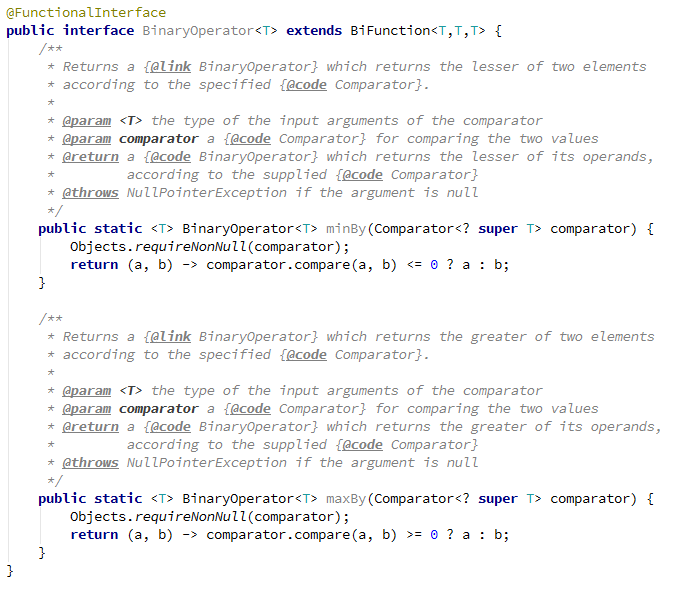 @FunctionalInterface
public interface BinaryOperator<T> extends BiFunction<T,T,T> {
    /**
     * Returns a {@link BinaryOperator} which returns the lesser of two elements
     * according to the specified {@code Comparator}.
     *
     * @param <T> the type of the input arguments of the comparator
     * @param comparator a {@code Comparator} for comparing the two values
     * @return a {@code BinaryOperator} which returns the lesser of its operands,
     *         according to the supplied {@code Comparator}
     * @throws NullPointerException if the argument is null
     */
    public static <T> BinaryOperator<T> minBy(Comparator<? super T> comparator) {
        Objects.requireNonNull(comparator);
        return (a, b) -> comparator.compare(a, b) <= 0 ? a : b;
    }

    /**
     * Returns a {@link BinaryOperator} which returns the greater of two elements
     * according to the specified {@code Comparator}.
     *
     * @param <T> the type of the input arguments of the comparator
     * @param comparator a {@code Comparator} for comparing the two values
     * @return a {@code BinaryOperator} which returns the greater of its operands,
     *         according to the supplied {@code Comparator}
     * @throws NullPointerException if the argument is null
     */
    public static <T> BinaryOperator<T> maxBy(Comparator<? super T> comparator) {
        Objects.requireNonNull(comparator);
        return (a, b) -> comparator.compare(a, b) >= 0 ? a : b;
    }
}